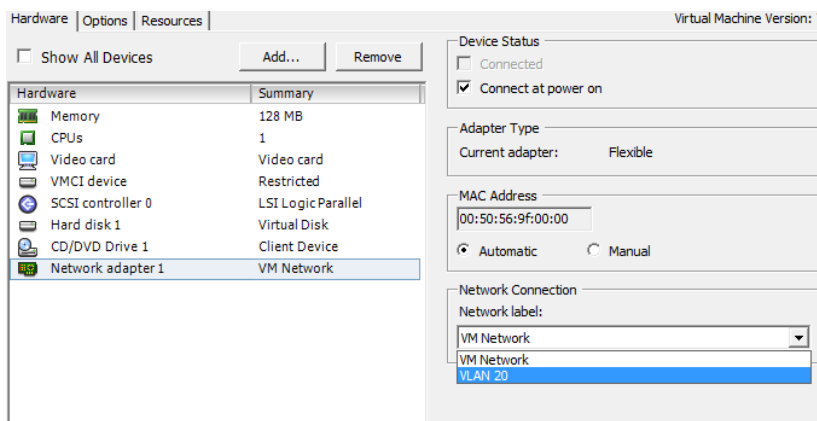 Hardware Options Resources Virtual Machine Version:
Show All Devices Add... Remove
Hardware Summary
Memory 128 MB
CPUs 1
Video card Video card
VMCI device Restricted
SCSI controller 0 LSI Logic Parallel
Hard disk 1 Virtual Disk
CD/DVD Drive 1 Client Device
Network adapter 1 VM Network
Device Status
Connected
Connect at power on
Adapter Type
Current adapter: Flexible
MAC Address
00:50:56:9f:00:00
Automatic Manual
Network Connection
Network label:
VM Network
VM Network
VLAN 20